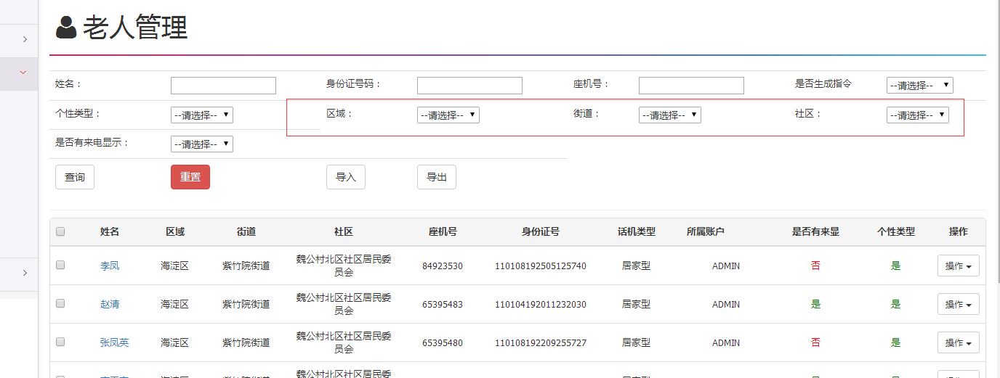 老人管理
姓名： 身份证号码： 座机号： 是否生成指令 --请选择--
个性类型： --请选择-- 区域： --请选择-- 街道： --请选择-- 社区： --请选择--
是否有来电显示： --请选择--
查询 重置 导入 导出
姓名 区域 街道 社区 座机号 身份证号 话机类型 所属账户 是否有来显 个性类型 操作
李凤 海淀区 紫竹院街道 魏公村北区社区居民委员会 84923530 110108192505125740 居家型 ADMIN 否 是 操作
赵清 海淀区 紫竹院街道 魏公村北区社区居民委员会 65395483 110104192011232030 居家型 ADMIN 是 是 操作
张凤英 海淀区 紫竹院街道 魏公村北区社区居民委员会 65395480 110108192209255727 居家型 ADMIN 否 是 操作
魏公村北区社区居民委